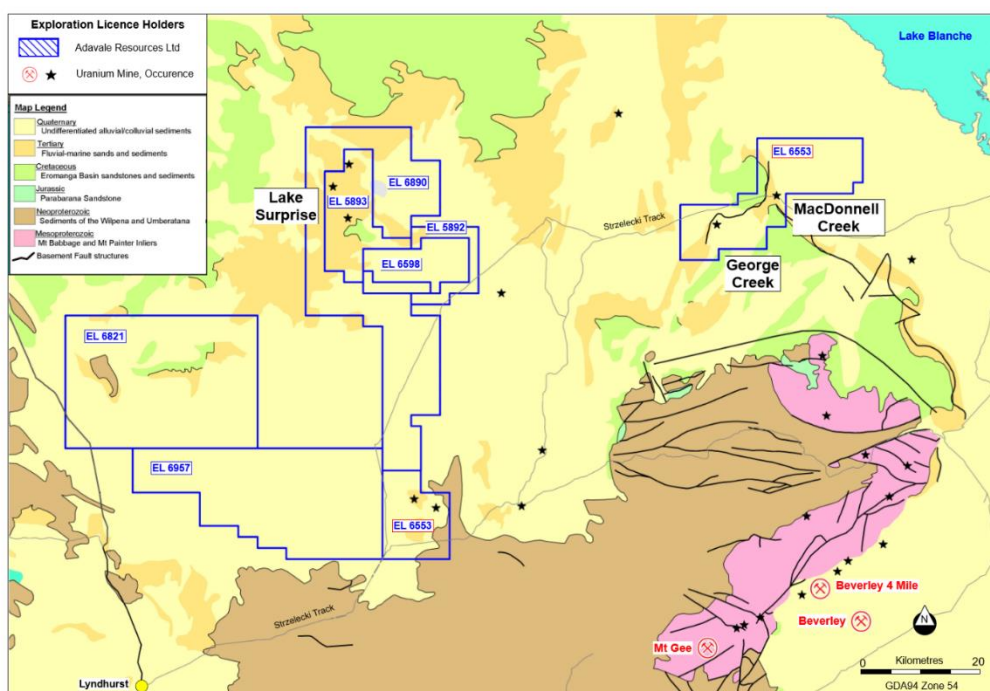 Exploration Licence Holders
Adavale Resources Ltd
Uranium Mine, Occurence
Map Legend
Quaternary
Undifferentiated alluvial/colluvial sediments
Tertiary
Fluvial-marine sands and sediments
Cretaceous
Eromanga Basin sandstones and sediments
Jurassic
Parabarana Sandstone
Neoproterozoic
Sediments of the Wilpena and Umberatana
Mesoproterozoic
Mt Babbage and Mt Painter Inliers
Basement Fault structures
Lake Blanche
EL 6553
EL 6890
EL 5893
Lake
Surprise
EL 5892
Strzelecki Track
MacDonnell
Creek
EL 6598
George
Creek
EL 6821
EL 6957
EL 6553
Beverley 4 Mile
Beverley
Strzelecki Track
Mt Gee
N
Lyndhurst
0 Kilometres 20
GDA94 Zone 54